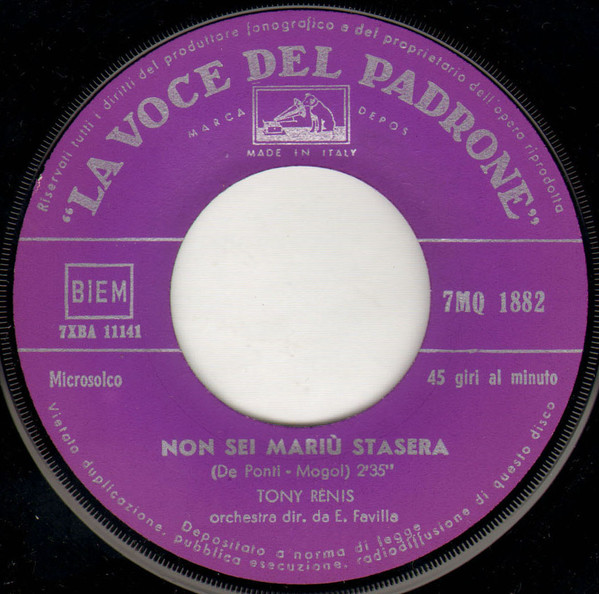 Riservati tutti i diritti del produttore fonografico e del proprietario dell'opera riprodotta
"LA VOCE DEL PADRONE"
MARCA DEPOS
MADE IN ITALY
BIEM
7XBA 11141
7MQ 1882
Microsolco
45 giri al minuto
NON SEI MARIÙ STASERA
(De Ponti - Mogol) 2'35"
TONY RENIS
orchestra dir. da E. Favilla
Depositato a norma di legge
Vietata duplicazione, pubblica esecuzione, radiodiffusione di questo disco